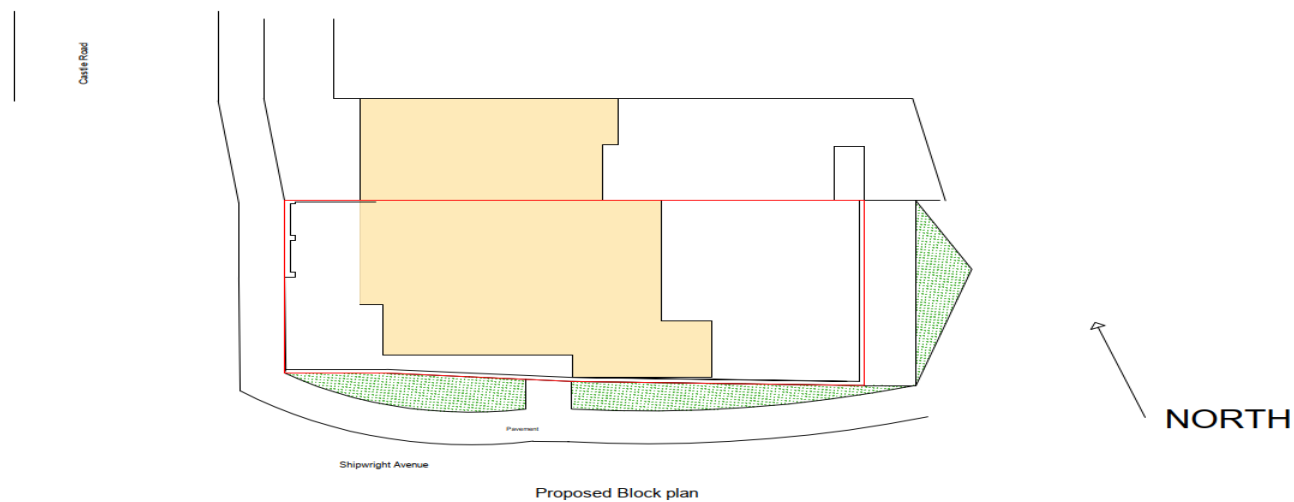 Castle Road
NORTH
Pavement
Shipwright Avenue
Proposed Block plan